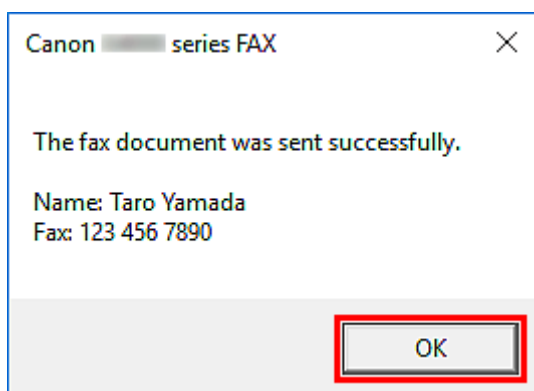 Canon series FAX
The fax document was sent successfully.
Name: Taro Yamada
Fax: 123 456 7890
OK